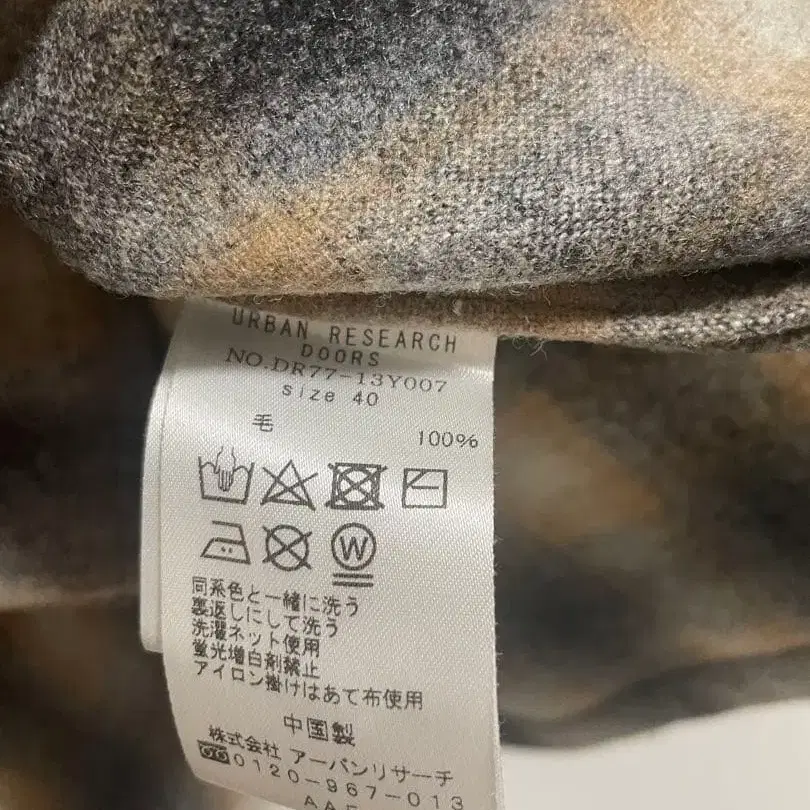 URBAN RESEARCH
DOORS
NO.DR77-13Y007
size 40
毛 100%
W
同系色と一緒に洗う
裏返しにして洗う
洗濯ネット使用
蛍光増白剤禁止
アイロン掛けはあて布使用
中国製
株式会社 アーバンリサーチ
0120-967-013